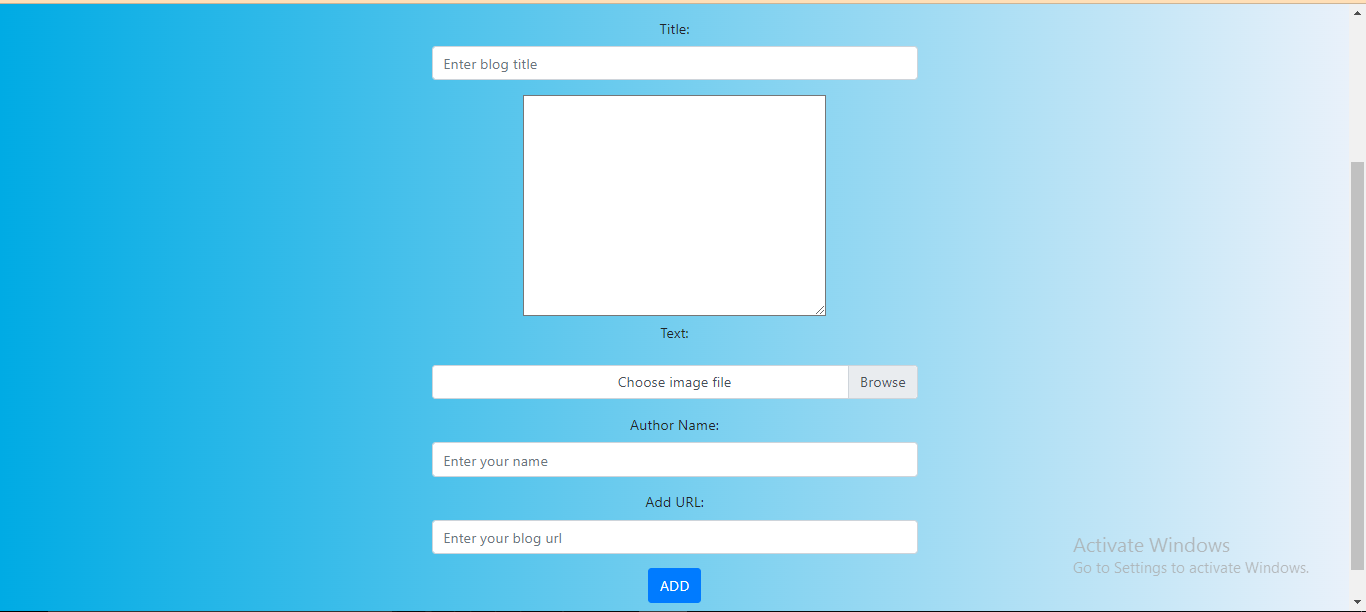 Title:
Enter blog title
Text:
Choose image file
Browse
Author Name:
Enter your name
Add URL:
Enter your blog url
ADD
Activate Windows
Go to Settings to activate Windows.